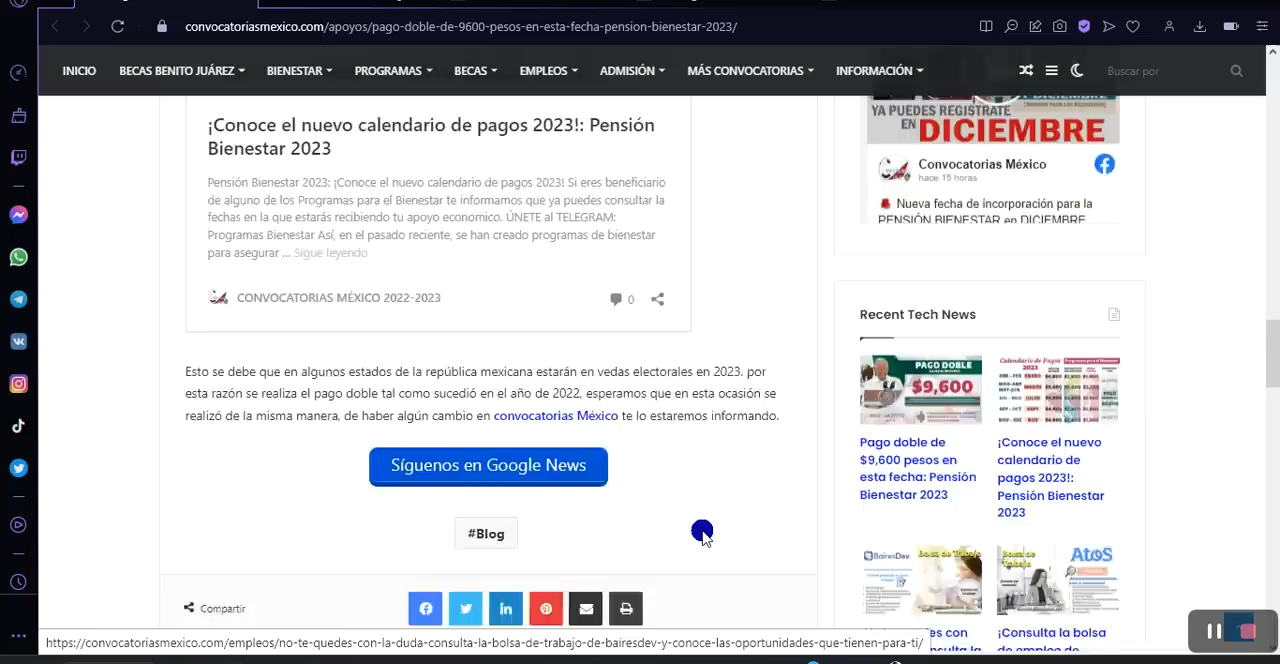 convocatoriasmexico.com/apoyos/pago-doble-de-9600-pesos-en-esta-fecha-pension-bienestar-2023/
INICIO BECAS BENITO JUÁREZ BIENESTAR PROGRAMAS BECAS EMPLEOS ADMISIÓN MÁS CONVOCATORIAS INFORMACIÓN Buscar por
¡Conoce el nuevo calendario de pagos 2023!: Pensión
Bienestar 2023
Pensión Bienestar 2023: ¡Conoce el nuevo calendario de pagos 2023! Si eres beneficiario
de alguno de los Programas para el Bienestar te informamos que ya puedes consultar la
fechas en la que estarás recibiendo tu apoyo economico. ÚNETE al TELEGRAM:
Programas Bienestar Así, en el pasado reciente, se han creado programas de bienestar
para asegurar ... Sigue leyendo
CONVOCATORIAS MÉXICO 2022-2023 0
Esto se debe a que en algunos estados de la república mexicana estarán en vedas electorales en 2023, por
esta razón se realiza el pago doble tal como sucedió en el año de 2022, esperamos que en esta ocasión se
realizó de la misma manera, de haber algún cambio en convocatorias México te lo estaremos informando.
Síguenos en Google News
#Blog
Compartir
YA PUEDES REGISTRATE
EN DICIEMBRE
Convocatorias México
hace 15 horas
Nueva fecha de incorporación para la
PENSIÓN BIENESTAR en DICIEMBRE
Recent Tech News
PAGO DOBLE
$9,600
Pago doble de
$9,600 pesos en
esta fecha: Pensión
Bienestar 2023
Calendario de Pagos
2023
¡Conoce el nuevo
calendario de
pagos 2023!:
Pensión Bienestar
2023
BairesDev
Bolsa de Trabajo
Bolsa de
Trabajo
AtoS
¡Consulta la bolsa
https://convocatoriasmexico.com/empleos/no-te-quedes-con-la-duda-consulta-la-bolsa-de-trabajo-de-bairesdev-y-conoce-las-oportunidades-que-tienen-para-ti/